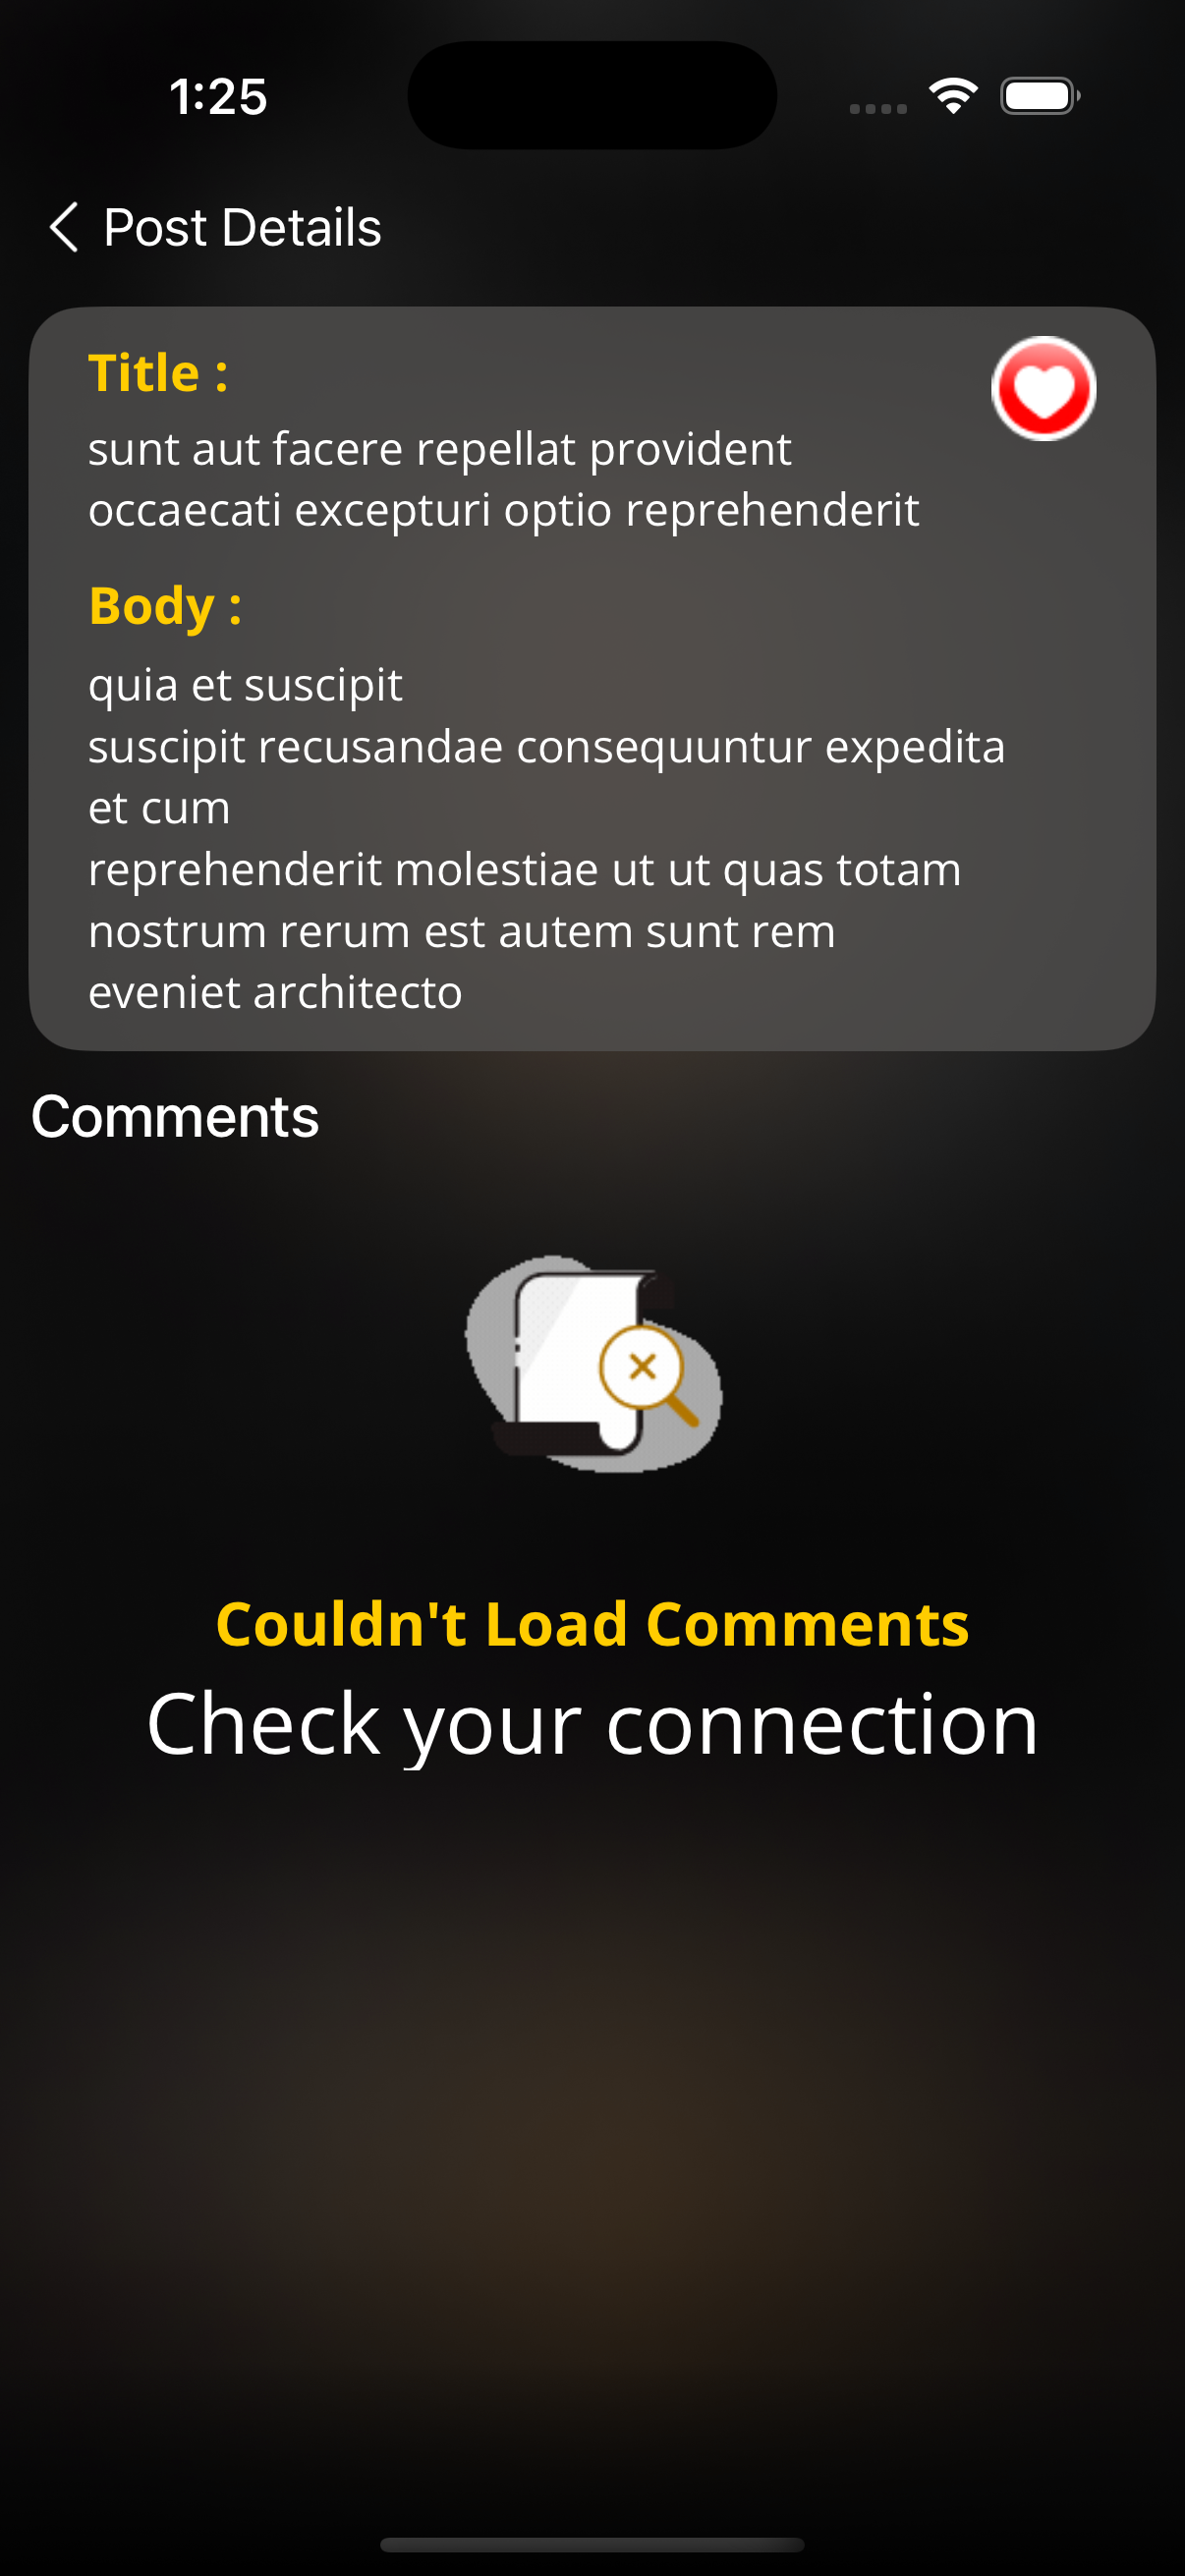 1:25
Post Details
Title :
sunt aut facere repellat provident
occaecati excepturi optio reprehenderit
Body :
quia et suscipit
suscipit recusandae consequuntur expedita
et cum
reprehenderit molestiae ut ut quas totam
nostrum rerum est autem sunt rem
eveniet architecto
Comments
Couldn't Load Comments
Check your connection